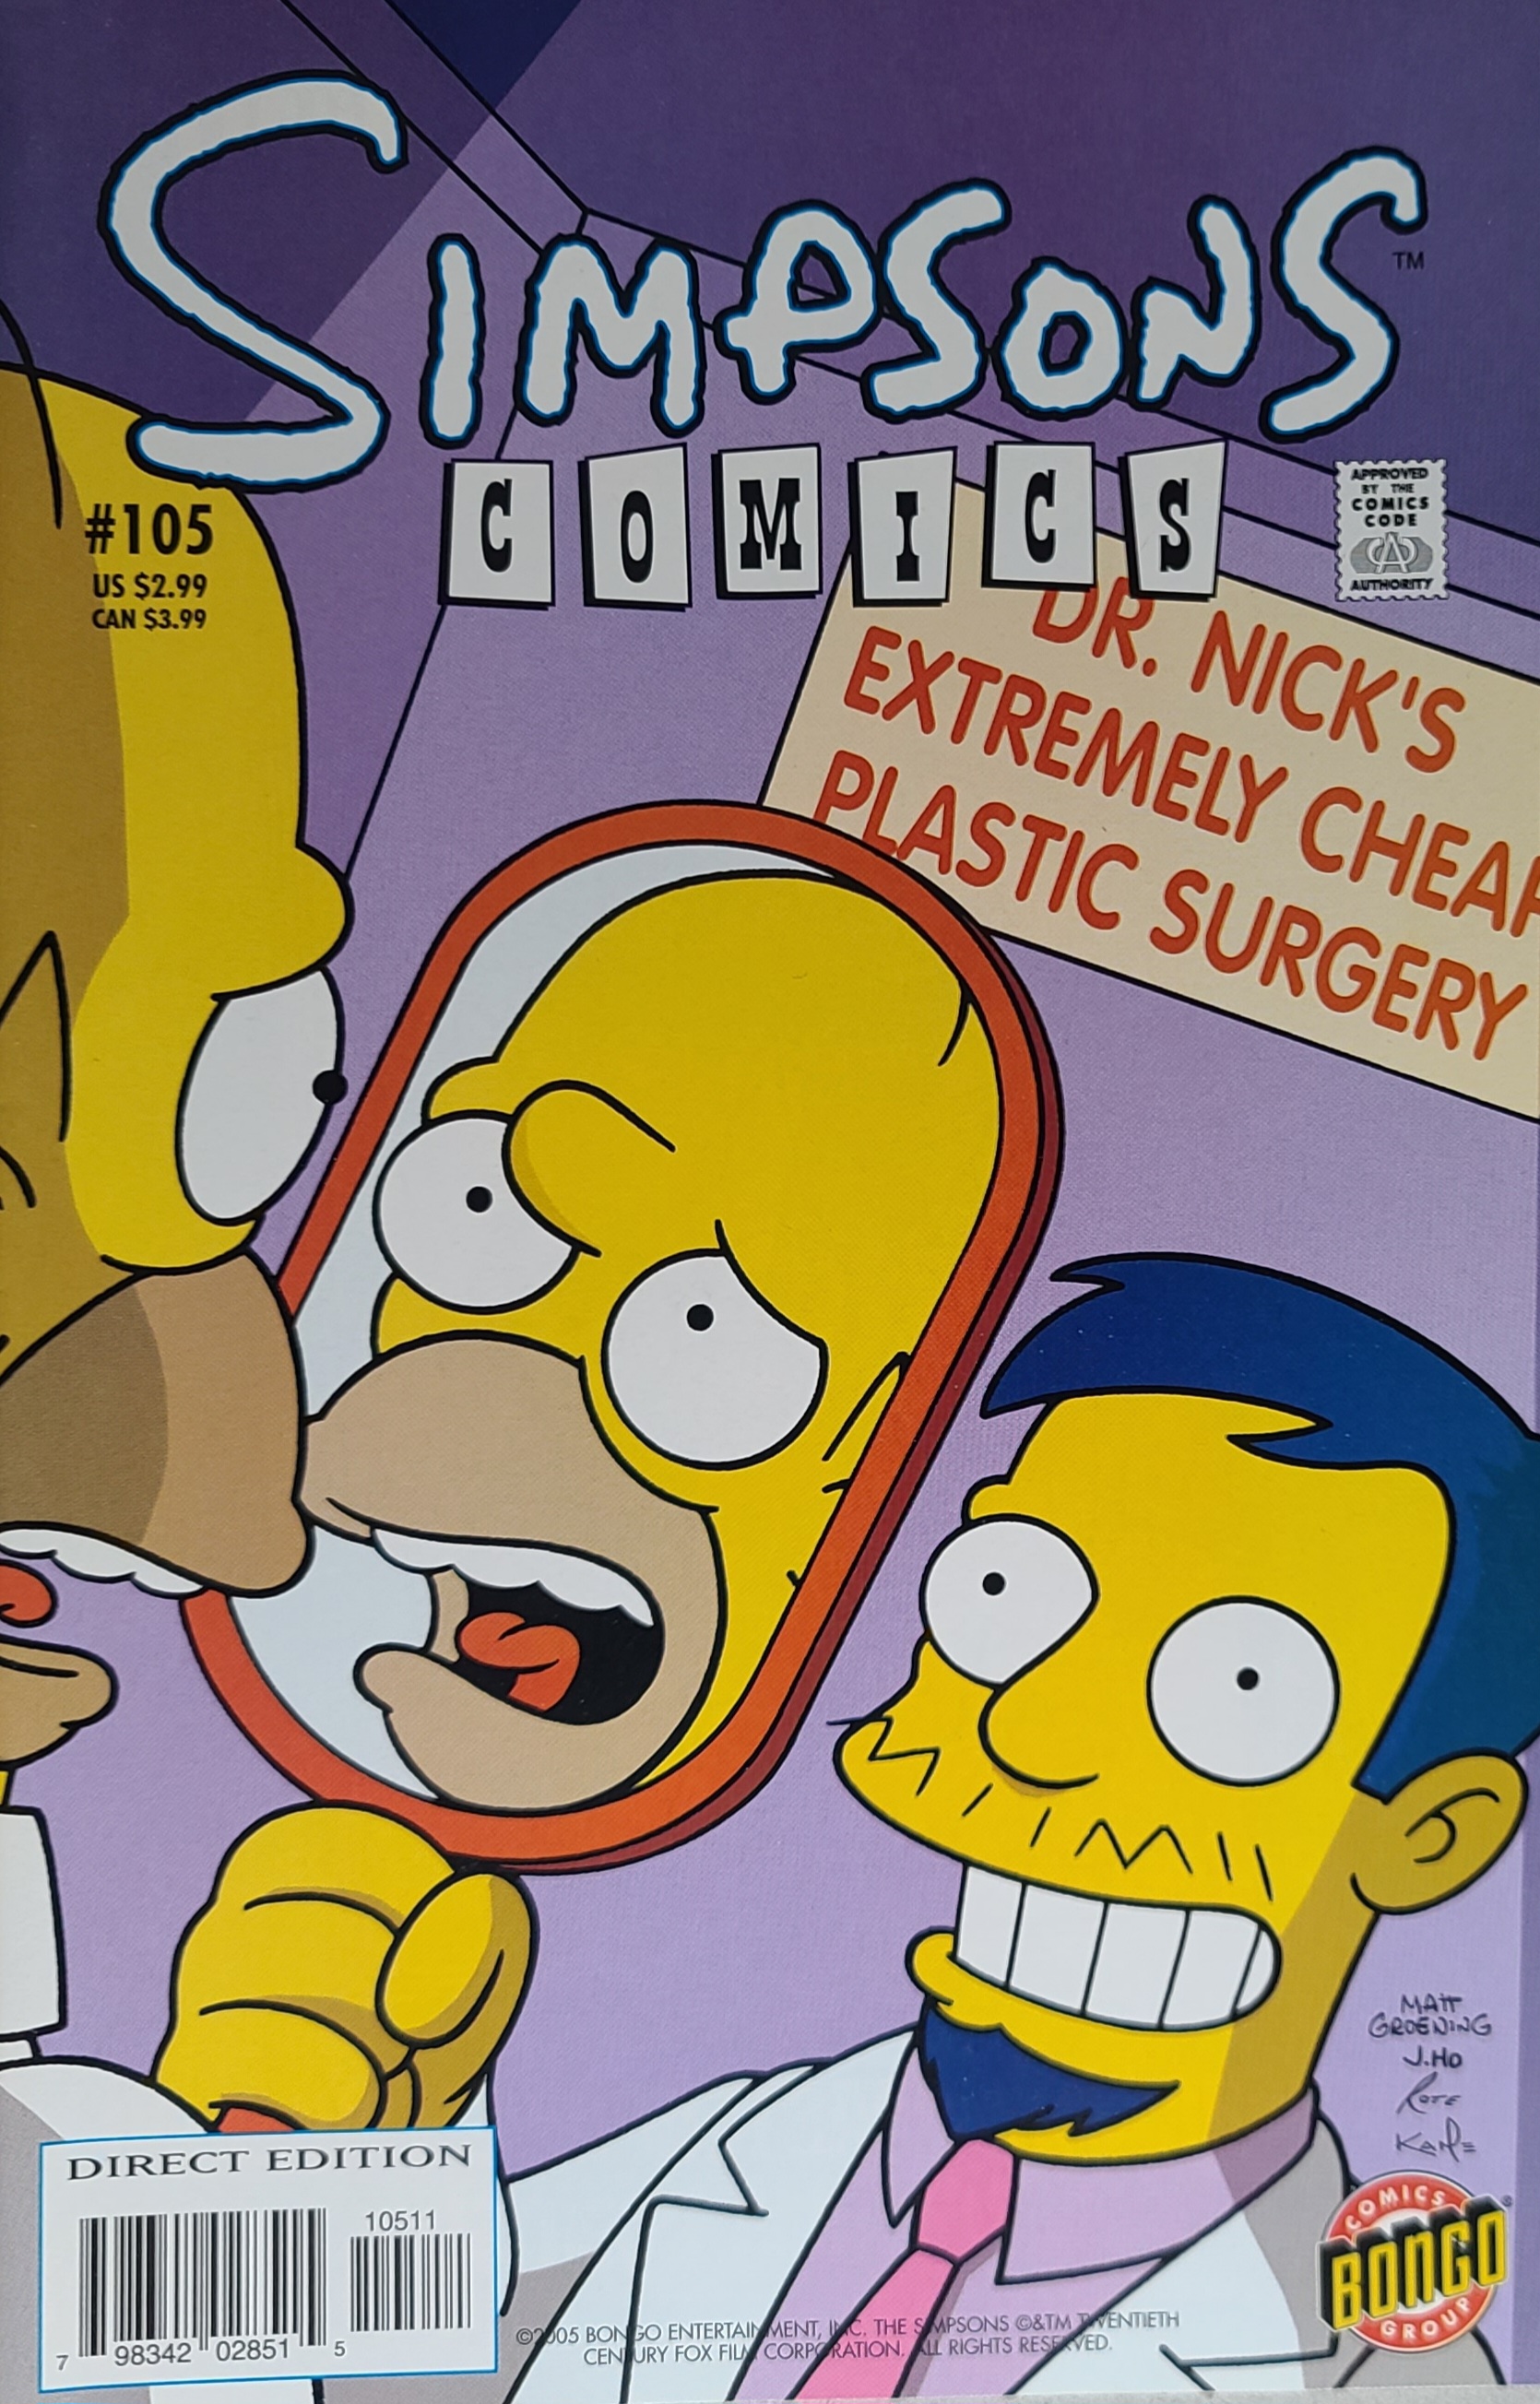 SIMPSONS™
COMICS
#105
US $2.99
CAN $3.99
APPROVED
BY THE
COMICS
CODE
CA
AUTHORITY
DR. NICK'S
EXTREMELY CHEAP
PLASTIC SURGERY
MATT
GROENING
J.HO
DIRECT EDITION
10511
7 98342 02851 5
COMICS
BONGO®
GROUP
©2005 BONGO ENTERTAINMENT, INC. THE SIMPSONS ©&TM TWENTIETH
CENTURY FOX FILM CORPORATION. ALL RIGHTS RESERVED.